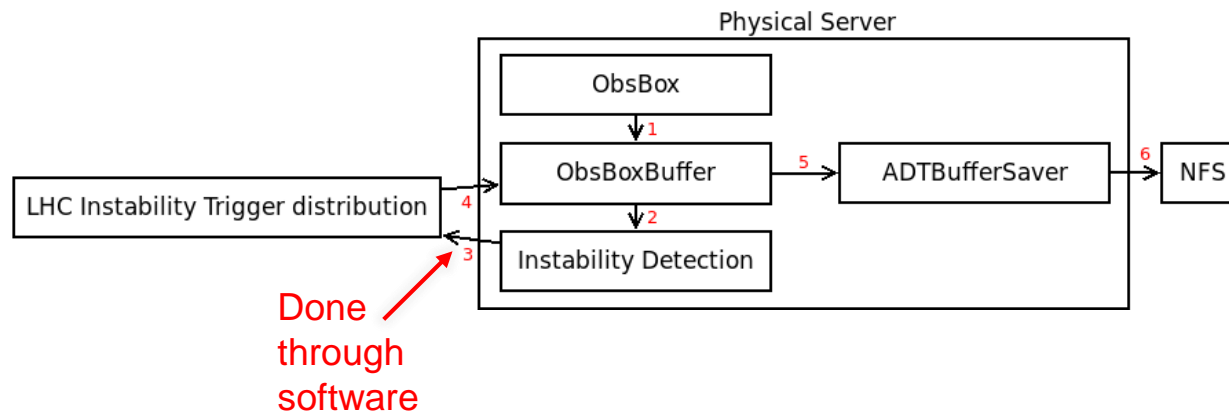 Physical Server
ObsBox
1
ObsBoxBuffer
5
ADTBufferSaver
6
NFS
LHC Instability Trigger distribution
4
2
3
Instability Detection
Done
through
software